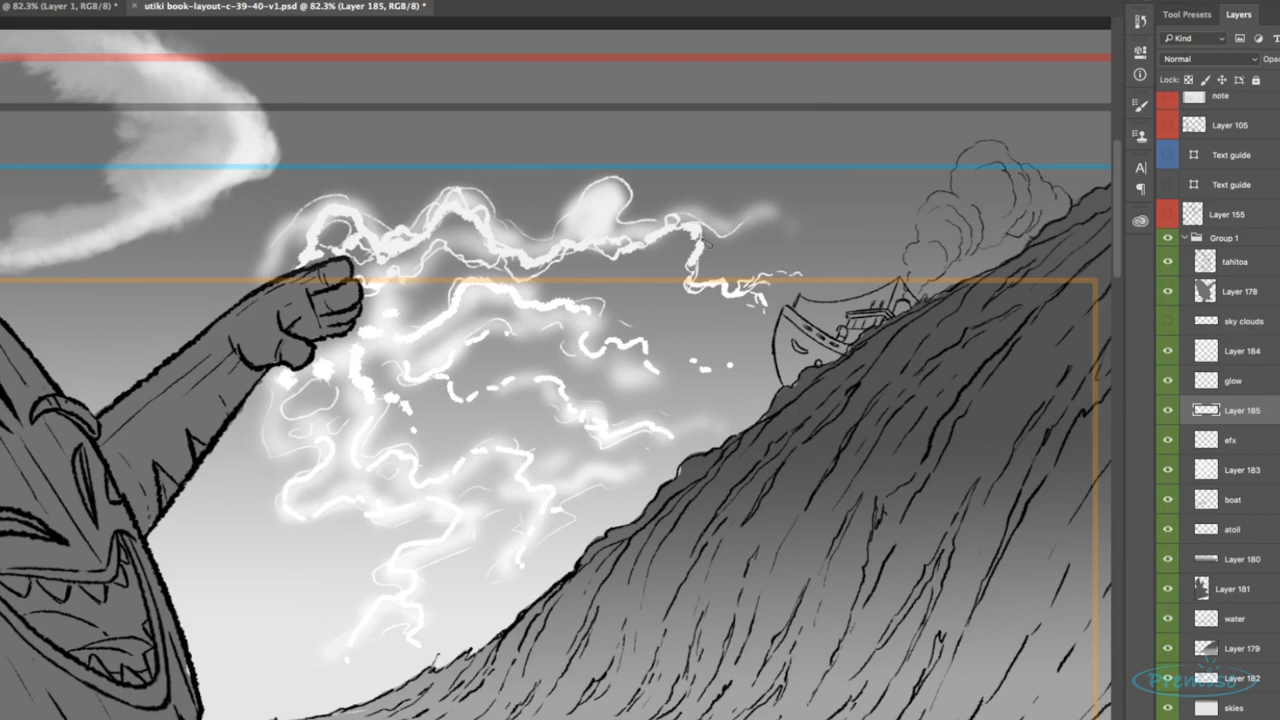 @ 82.3% (Layer 1, RGB/8) *
× utiki book-layout-c-39-40-v1.psd @ 82.3% (Layer 185, RGB/8) *
Tool Presets Layers
Kind
Normal
Opac
Lock:
note
Layer 105
Text guide
Text guide
Layer 155
Group 1
tahitoa
Layer 178
sky clouds
Layer 184
glow
Layer 185
efx
Layer 183
boat
atoll
Layer 180
Layer 181
water
Layer 179
Layer 182
skies
Premiso